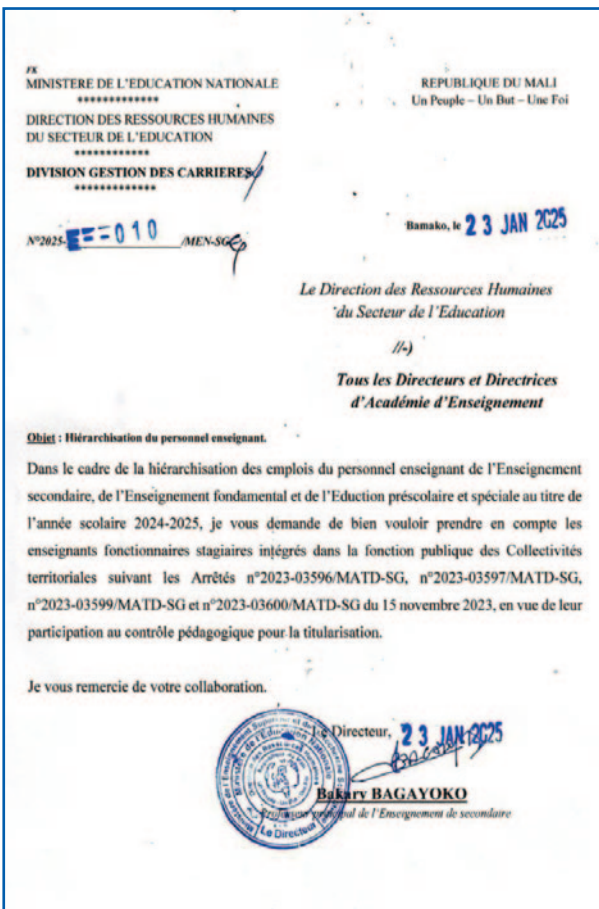 FK
MINISTERE DE L'EDUCATION NATIONALE
*************
DIRECTION DES RESSOURCES HUMAINES
DU SECTEUR DE L'EDUCATION
************
DIVISION GESTION DES CARRIERES
*************
REPUBLIQUE DU MALI
Un Peuple – Un But – Une Foi
N°2025-010 /MEN-SG
Bamako, le 23 JAN 2025
Le Direction des Ressources Humaines
du Secteur de l'Education
//-)
Tous les Directeurs et Directrices
d'Académie d'Enseignement
Objet : Hiérarchisation du personnel enseignant.
Dans le cadre de la hiérarchisation des emplois du personnel enseignant de l'Enseignement
secondaire, de l'Enseignement fondamental et de l'Eduction préscolaire et spéciale au titre de
l'année scolaire 2024-2025, je vous demande de bien vouloir prendre en compte les
enseignants fonctionnaires stagiaires intégrés dans la fonction publique des Collectivités
territoriales suivant les Arrêtés n°2023-03596/MATD-SG, n°2023-03597/MATD-SG,
n°2023-03599/MATD-SG et n°2023-03600/MATD-SG du 15 novembre 2023, en vue de leur
participation au contrôle pédagogique pour la titularisation.
Je vous remercie de votre collaboration.
Le Directeur, 23 JAN 2025
Bakary BAGAYOKO
Professeur principal de l'Enseignement de secondaire
Le Directeur